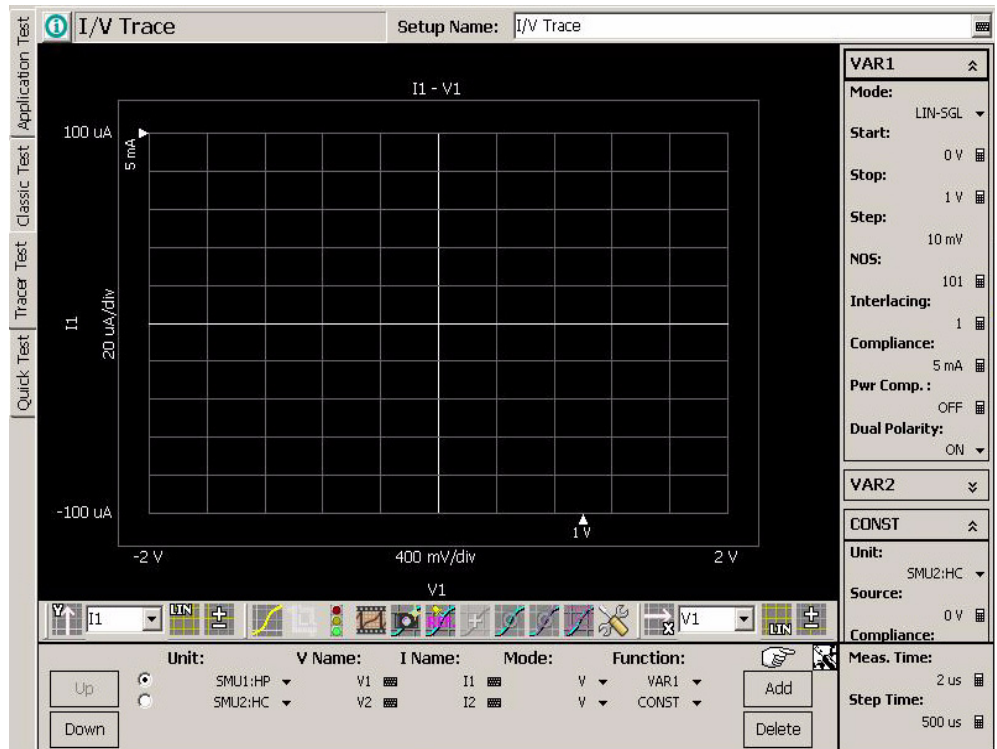 I/V Trace
Setup Name: I/V Trace
Application Test
Classic Test
Tracer Test
Quick Test
I1 - V1
100 uA
5 mA
I1
20 uA/div
-100 uA
1 V
-2 V
400 mV/div
2 V
V1
VAR1
Mode:
LIN-SGL
Start:
0 V
Stop:
1 V
Step:
10 mV
NOS:
101
Interlacing:
1
Compliance:
5 mA
Pwr Comp. :
OFF
Dual Polarity:
ON
VAR2
CONST
Unit:
SMU2:HC
Source:
0 V
Compliance:
Y I1 LIN REF X V1 LIN
Unit: V Name: I Name: Mode: Function:
Up SMU1:HP V1 I1 V VAR1 Add
SMU2:HC V2 I2 V CONST
Down Delete
Meas. Time:
2 us
Step Time:
500 us